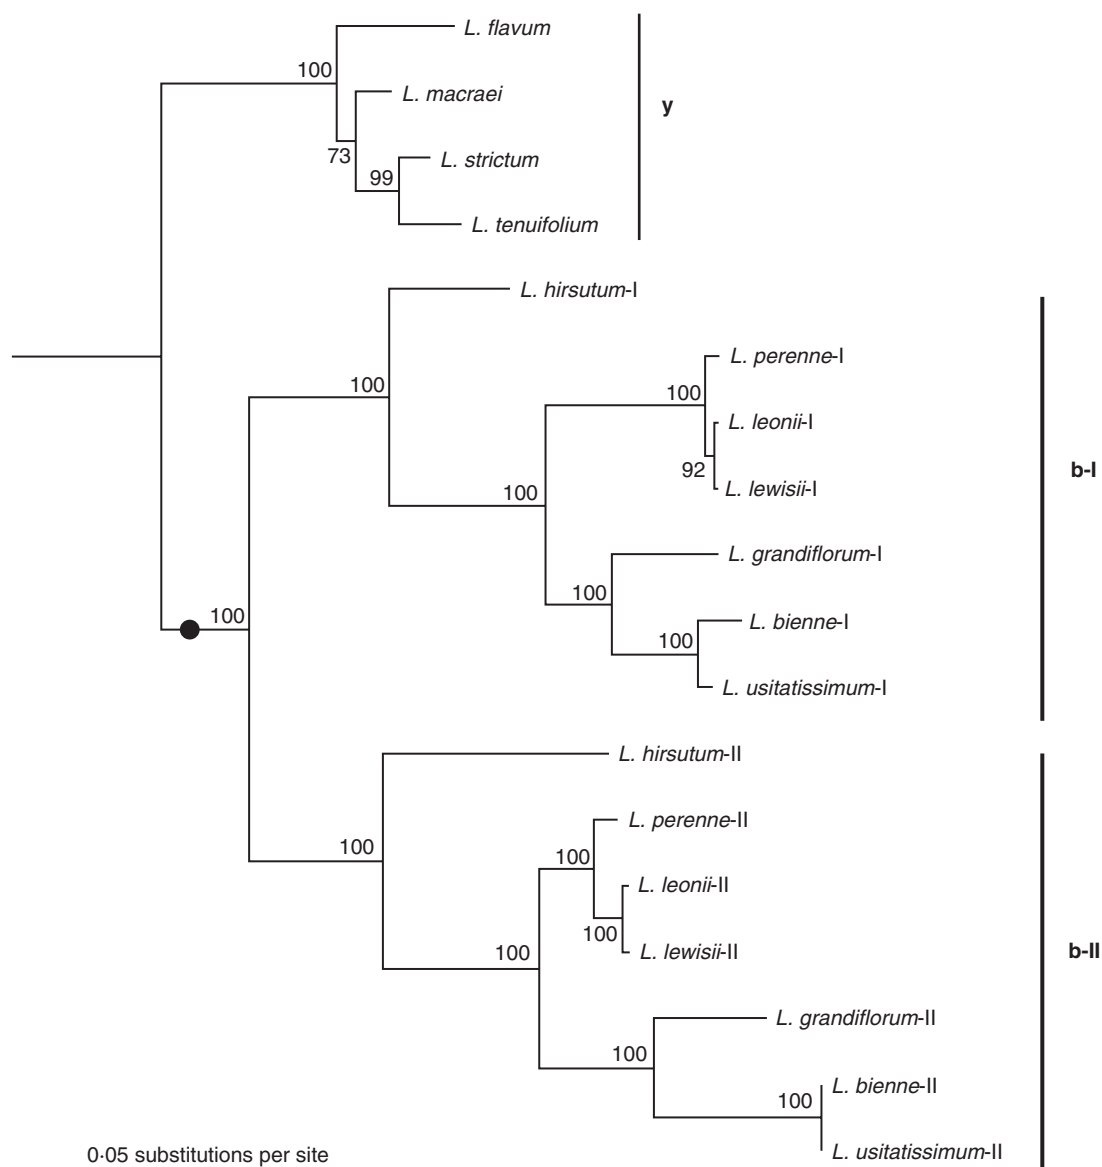 L. flavum
100
L. macraei
y
73
L. strictum
99
L. tenuifolium
L. hirsutum-I
L. perenne-I
100
100
L. leonii-I
92
b-I
L. lewisii-I
100
L. grandiflorum-I
100
L. bienne-I
100
100
L. usitatissimum-I
L. hirsutum-II
L. perenne-II
100
100
L. leonii-II
100
L. lewisii-II
b-II
100
L. grandiflorum-II
100
L. bienne-II
100
L. usitatissimum-II
0·05 substitutions per site